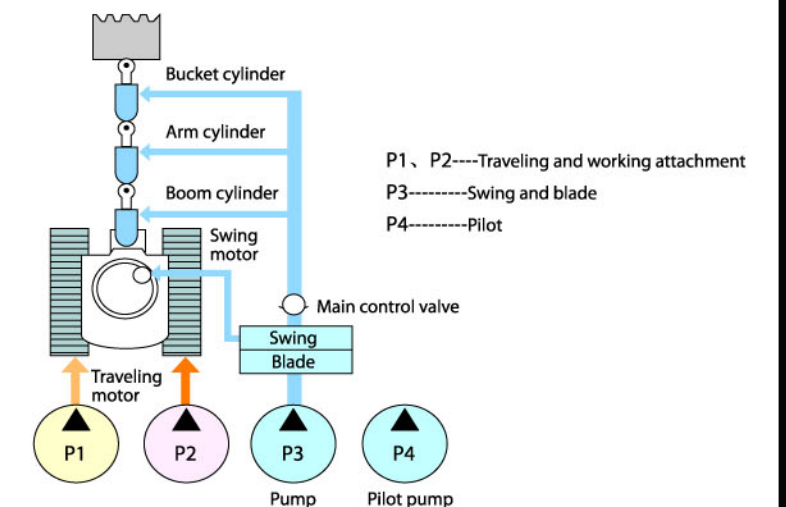 Bucket cylinder
Arm cylinder
Boom cylinder
Swing
motor
P1、P2----Traveling and working attachment
P3---------Swing and blade
P4---------Pilot
Main control valve
Swing
Blade
Traveling
motor
P1
P2
P3
P4
Pump
Pilot pump